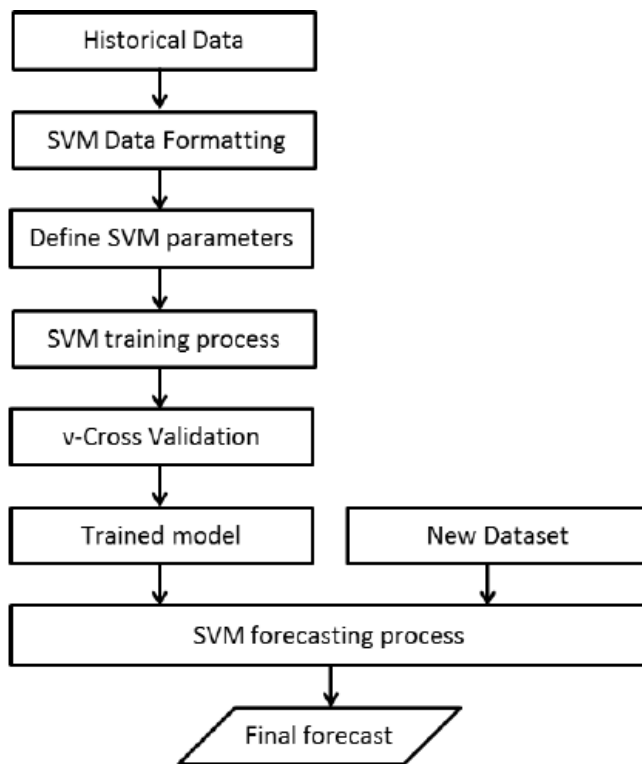 Historical Data
SVM Data Formatting
Define SVM parameters
SVM training process
v-Cross Validation
Trained model
New Dataset
SVM forecasting process
Final forecast